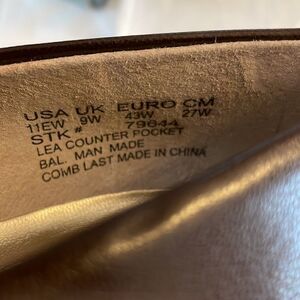 USA UK EURO CM
11EW 9W 43W 27W
STK # 79644
LEA COUNTER POCKET
BAL. MAN MADE
COMB LAST MADE IN CHINA